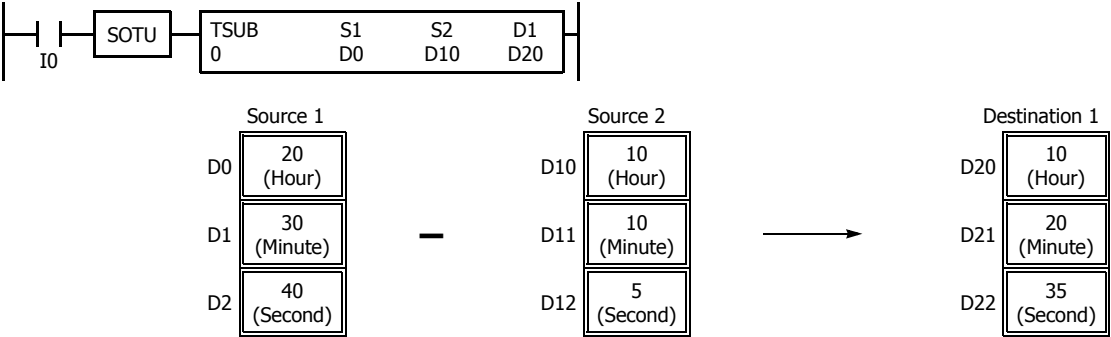 SOTU
TSUB S1 S2 D1
0 D0 D10 D20
I0
Source 1 Source 2 Destination 1
D0 20 (Hour) D10 10 (Hour) D20 10 (Hour)
D1 30 (Minute) – D11 10 (Minute) D21 20 (Minute)
D2 40 (Second) D12 5 (Second) D22 35 (Second)